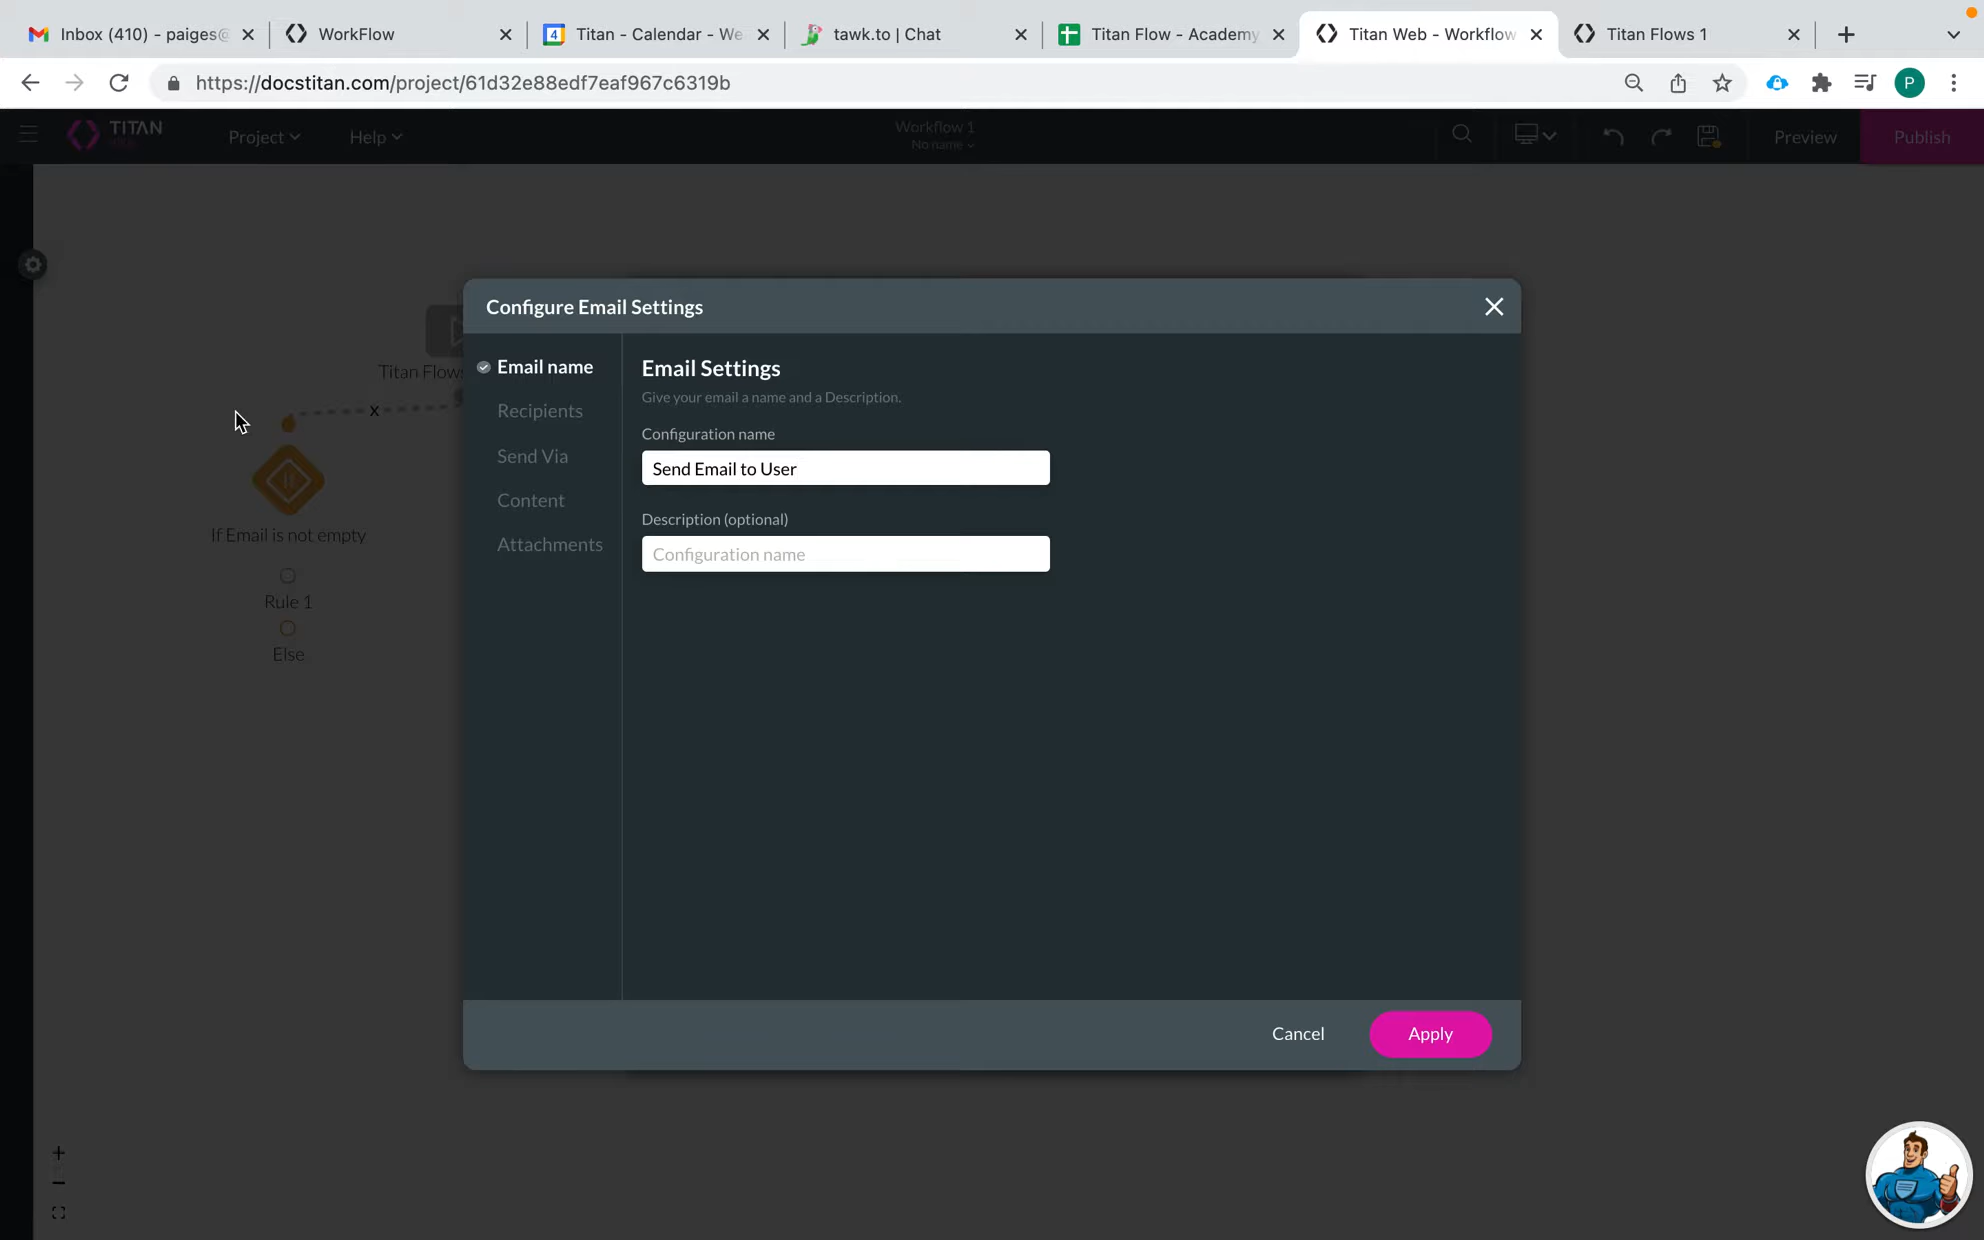 Inbox (410) - paiges@
WorkFlow
4
Titan - Calendar - We
tawk.to | Chat
Titan Flow - Academy
Titan Web - Workflow
Titan Flows 1
https://docstitan.com/project/61d32e88edf7eaf967c6319b
P
TITAN
Project
Help
Workflow 1
No name
Preview
Publish
Configure Email Settings
Email name
Recipients
Send Via
Content
Attachments
Email Settings
Give your email a name and a Description.
Configuration name
Send Email to User
Description (optional)
Configuration name
Titan Flows
x
If Email is not empty
Rule 1
Else
Cancel
Apply